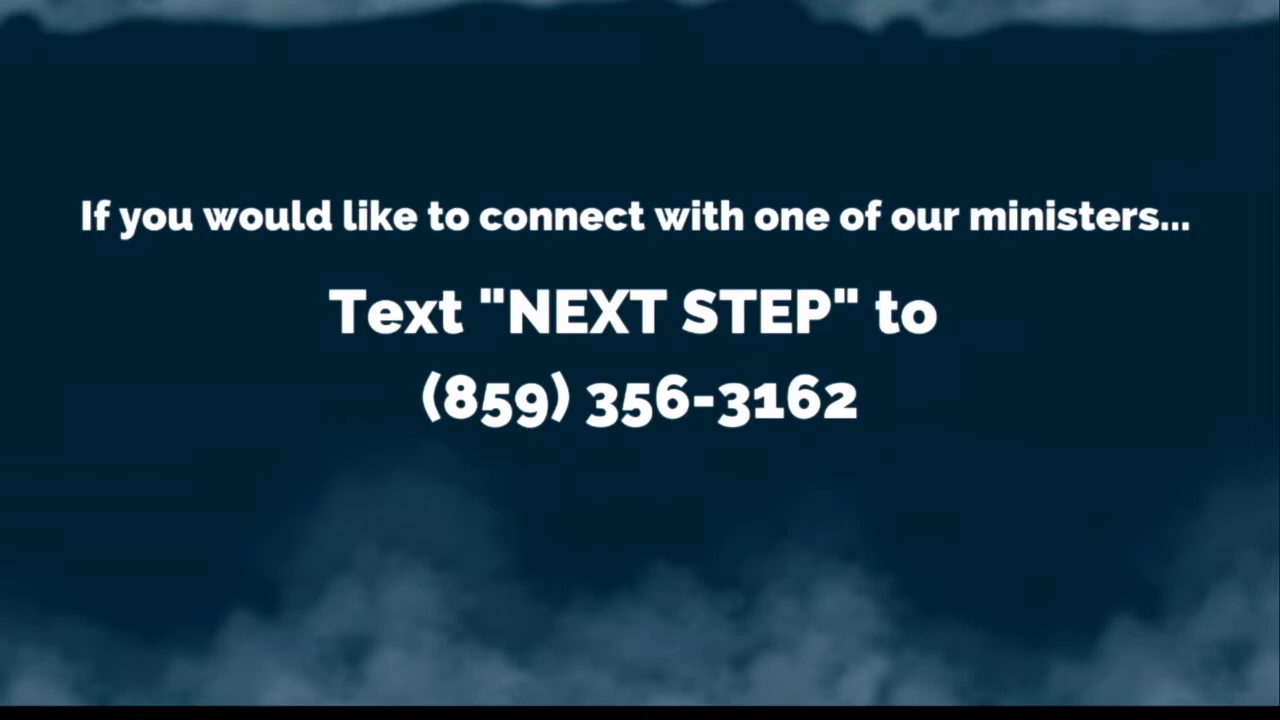 If you would like to connect with one of our ministers...
Text "NEXT STEP" to
(859) 356-3162